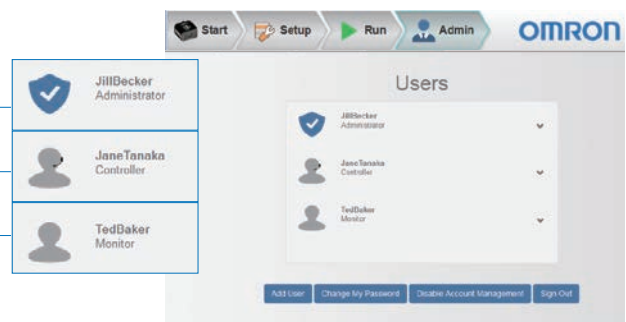 Start
Setup
Run
Admin
OMRON
JillBecker
Administrator
JaneTanaka
Controller
TedBaker
Monitor
Users
JillBecker
Administrator
JaneTanaka
Controller
TedBaker
Monitor
Add User
Change My Password
Disable Account Management
Sign Out